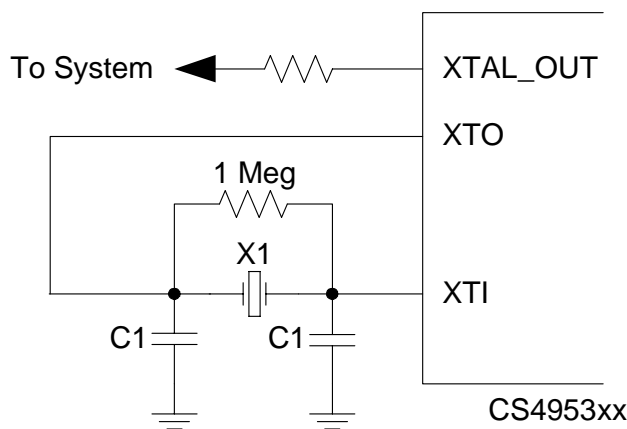 To System
XTAL_OUT
XTO
1 Meg
X1
XTI
C1
C1
CS4953xx